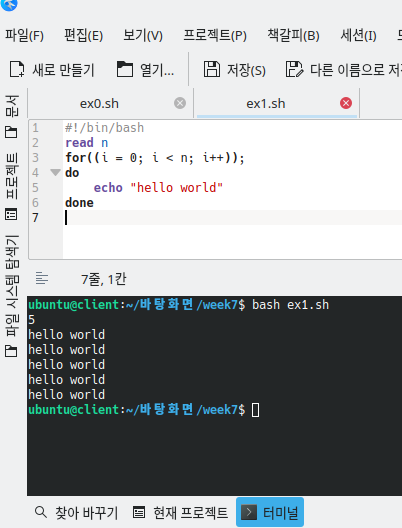 파일(F) 편집(E) 보기(V) 프로젝트(P) 책갈피(B) 세션(I)
새로 만들기 열기... 저장(S) 다른 이름으로 저
문서
프로젝트
파일 시스템 탐색기
ex0.sh ex1.sh
1 #!/bin/bash
2 read n
3 for((i = 0; i < n; i++));
4 do
5 echo "hello world"
6 done
7
7줄, 1칸
ubuntu@client:~/바탕화면/week7$ bash ex1.sh
5
hello world
hello world
hello world
hello world
hello world
ubuntu@client:~/바탕화면/week7$
찾아 바꾸기 현재 프로젝트 터미널